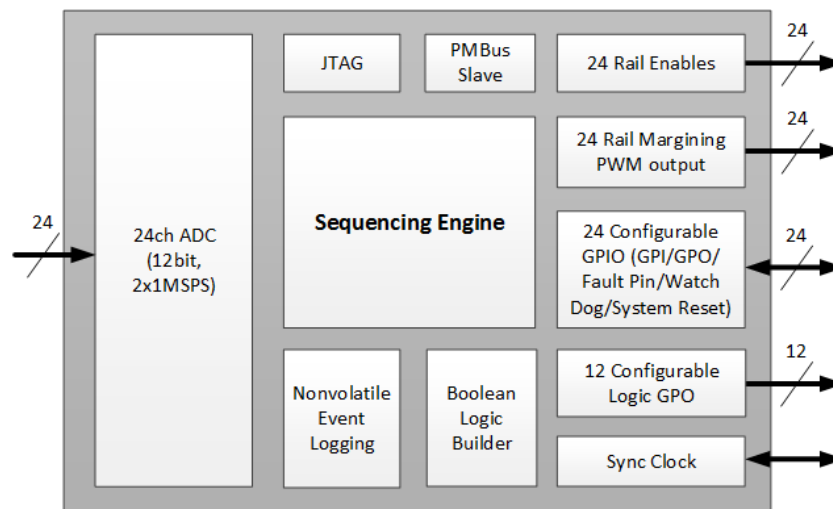 24
24ch ADC
(12bit,
2x1MSPS)
JTAG
PMBus
Slave
Sequencing Engine
Nonvolatile
Event
Logging
Boolean
Logic
Builder
24 Rail Enables
24
24 Rail Margining
PWM output
24
24 Configurable
GPIO (GPI/GPO/
Fault Pin/Watch
Dog/System Reset)
24
12 Configurable
Logic GPO
12
Sync Clock